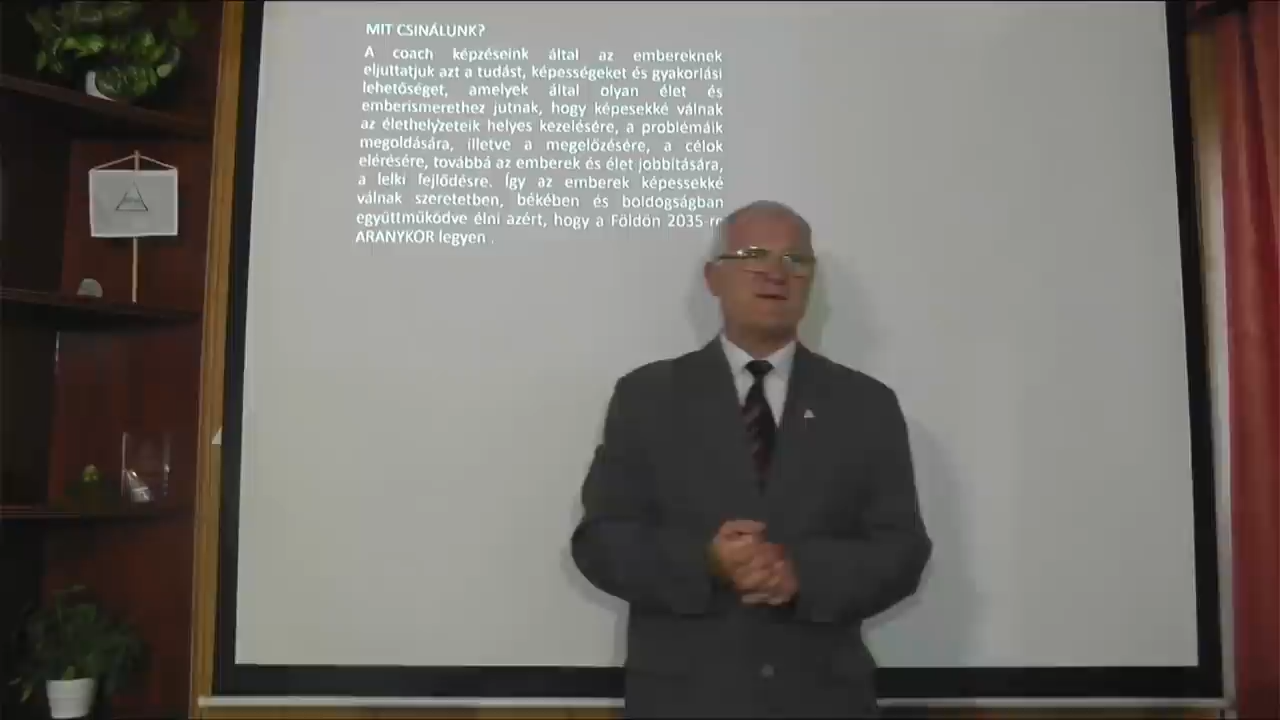 MIT CSINÁLUNK?
A coach képzéseink által az embereknek
eljuttatjuk azt a tudást, képességeket és gyakorlási
lehetőséget, amelyek által olyan élet és
emberismerethez jutnak, hogy képesekké válnak
az élethelyzeteik helyes kezelésére, a problémáik
megoldására, illetve a megelőzésére, a célok
elérésére, továbbá az emberek és élet jobbítására,
a lelki fejlődésre. Így az emberek képessekké
válnak szeretetben, békében és boldogságban
együttműködve élni azért, hogy a Földön 2035-re
ARANYKOR legyen .